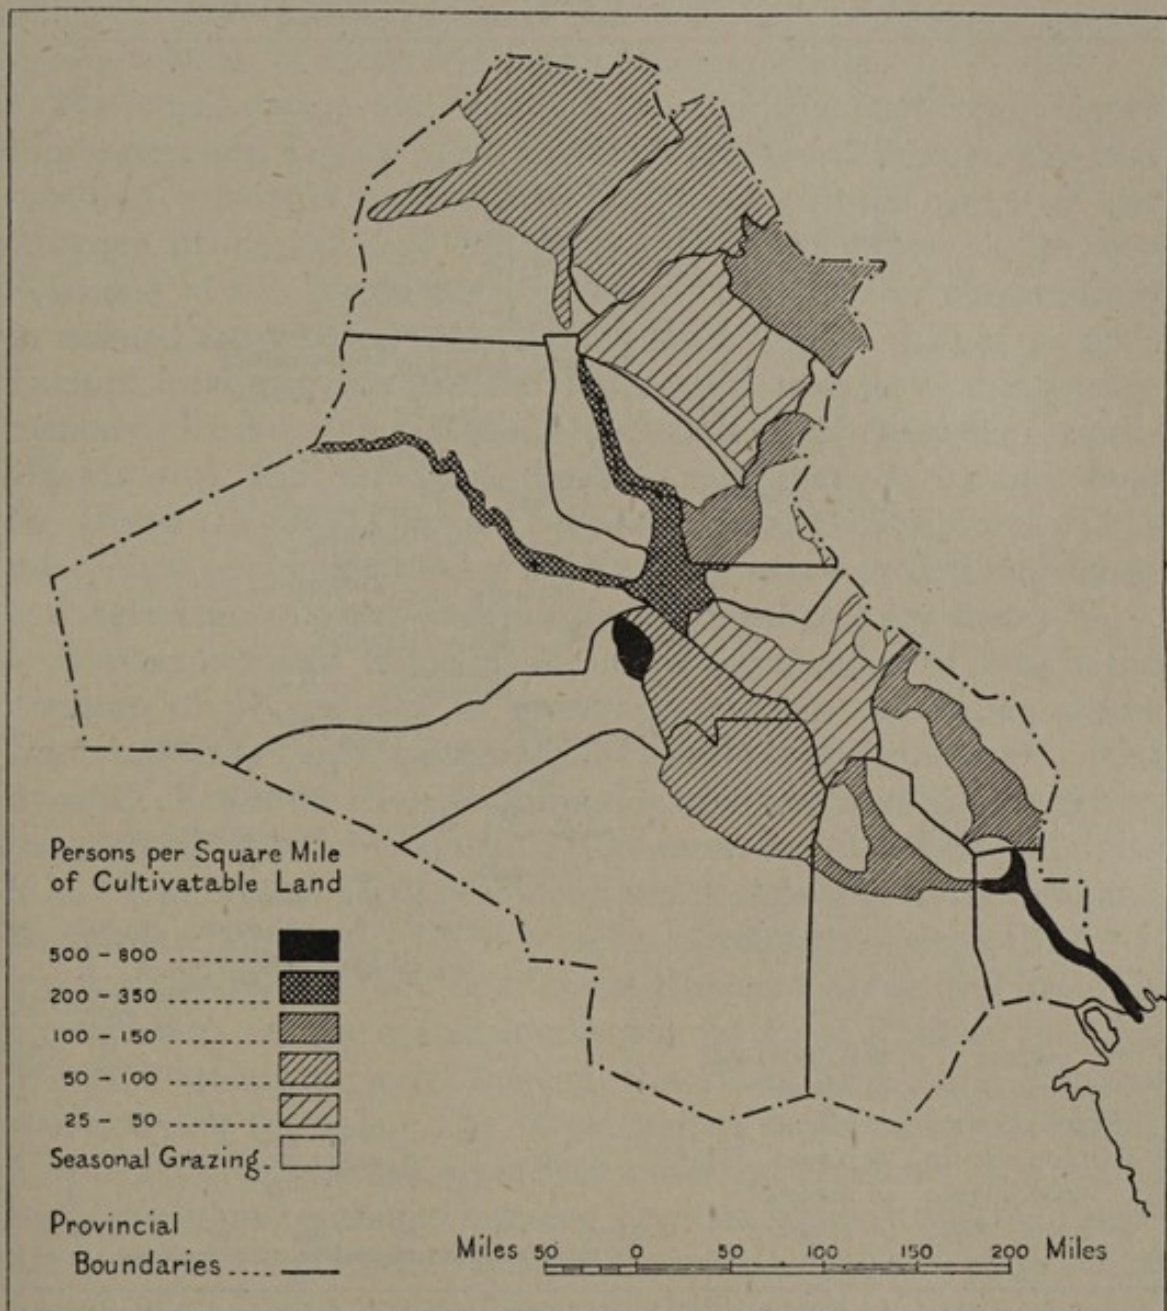 Persons per Square Mile
of Cultivatable Land
500 – 800 ..........
200 – 350 ..........
100 – 150 ..........
50 – 100 ..........
25 – 50 ..........
Seasonal Grazing.
Provincial
Boundaries ....
Miles 50 0 50 100 150 200 Miles